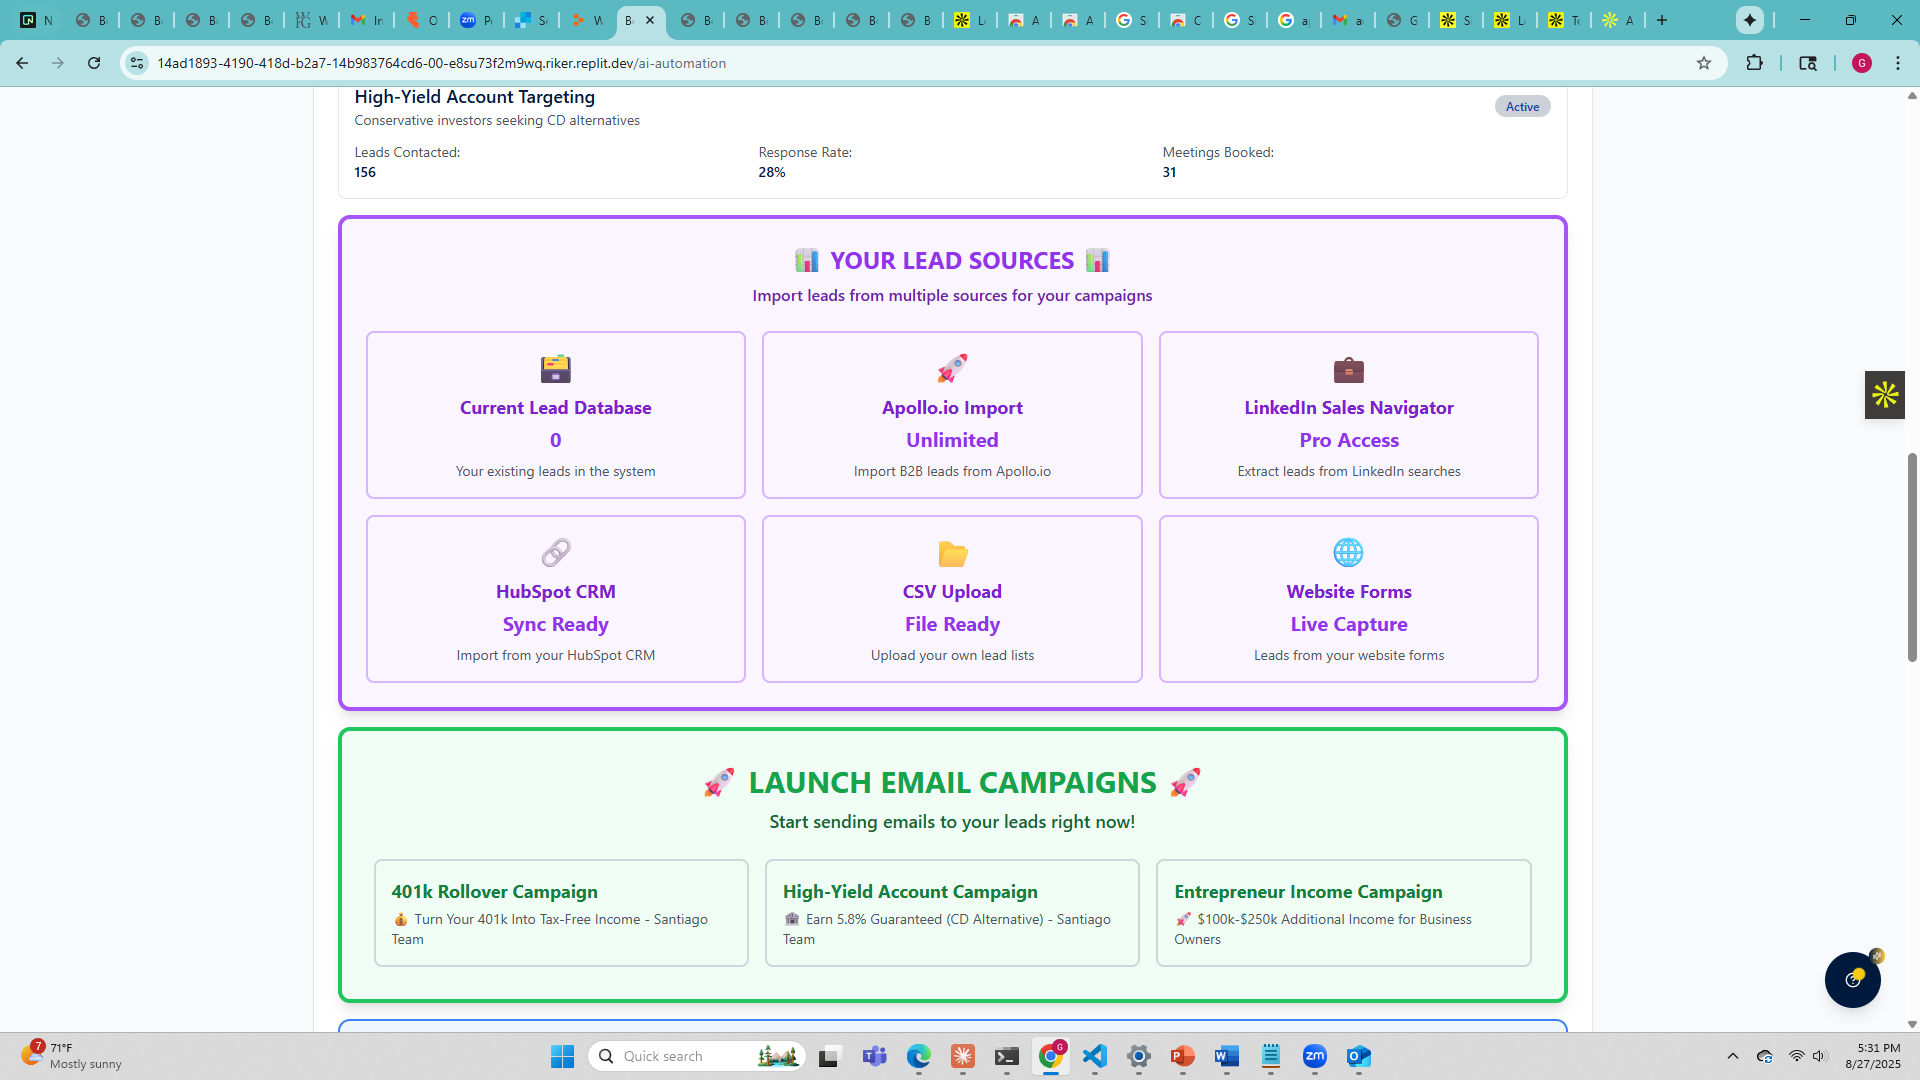 N
B
B
B
B
W
In
O
Po
Se
W
Be
B
B
B
B
B
Le
A
A
S
C
S
a
a
G
S
L
T
A
14ad1893-4190-418d-b2a7-14b983764cd6-00-e8su73f2m9wq.riker.replit.dev/ai-automation
G
High-Yield Account Targeting
Active
Conservative investors seeking CD alternatives
Leads Contacted:
Response Rate:
Meetings Booked:
156
28%
31
YOUR LEAD SOURCES
Import leads from multiple sources for your campaigns
Current Lead Database
0
Your existing leads in the system
Apollo.io Import
Unlimited
Import B2B leads from Apollo.io
LinkedIn Sales Navigator
Pro Access
Extract leads from LinkedIn searches
HubSpot CRM
Sync Ready
Import from your HubSpot CRM
CSV Upload
File Ready
Upload your own lead lists
Website Forms
Live Capture
Leads from your website forms
LAUNCH EMAIL CAMPAIGNS
Start sending emails to your leads right now!
401k Rollover Campaign
Turn Your 401k Into Tax-Free Income - Santiago
Team
High-Yield Account Campaign
Earn 5.8% Guaranteed (CD Alternative) - Santiago
Team
Entrepreneur Income Campaign
$100k-$250k Additional Income for Business
Owners
7
71°F
Mostly sunny
Quick search
G
zm
5:31 PM
8/27/2025